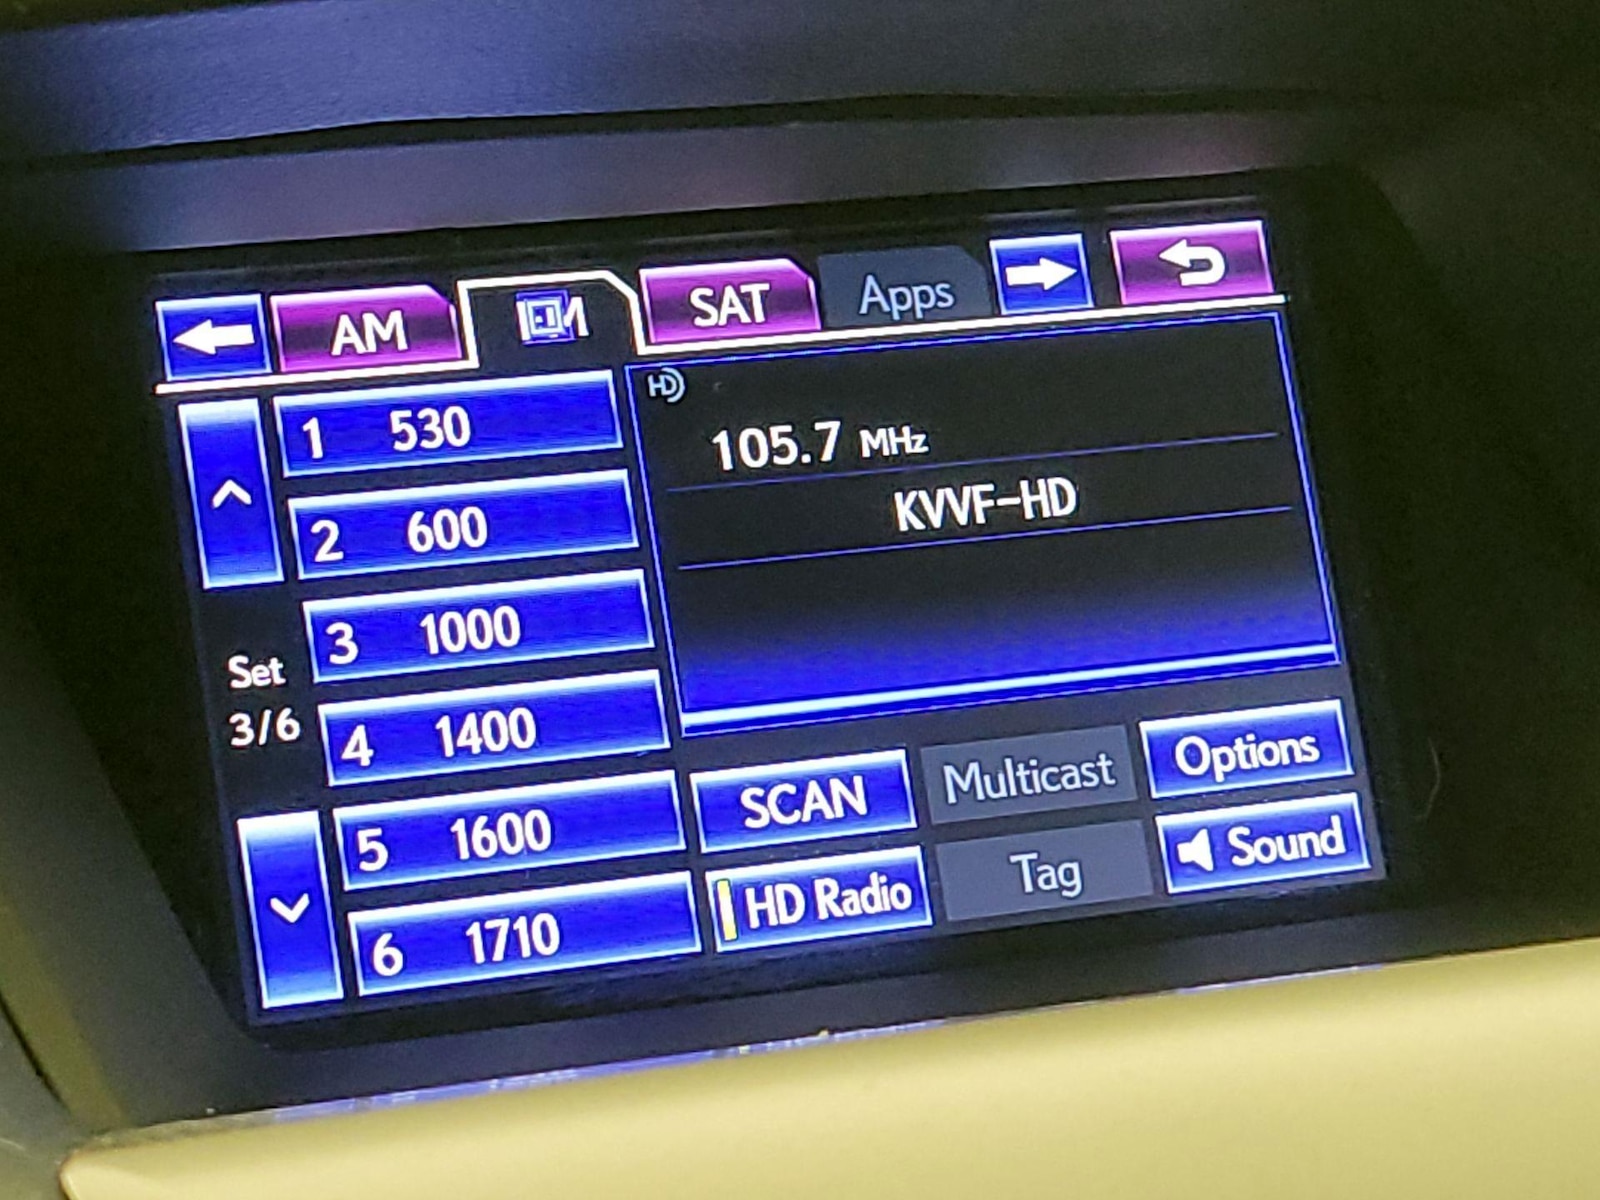 AM
SAT
Apps
1 530
2 600
3 1000
4 1400
5 1600
6 1710
Set
3/6
HD
105.7 MHz
KVVF-HD
SCAN
Multicast
Options
HD Radio
Tag
Sound